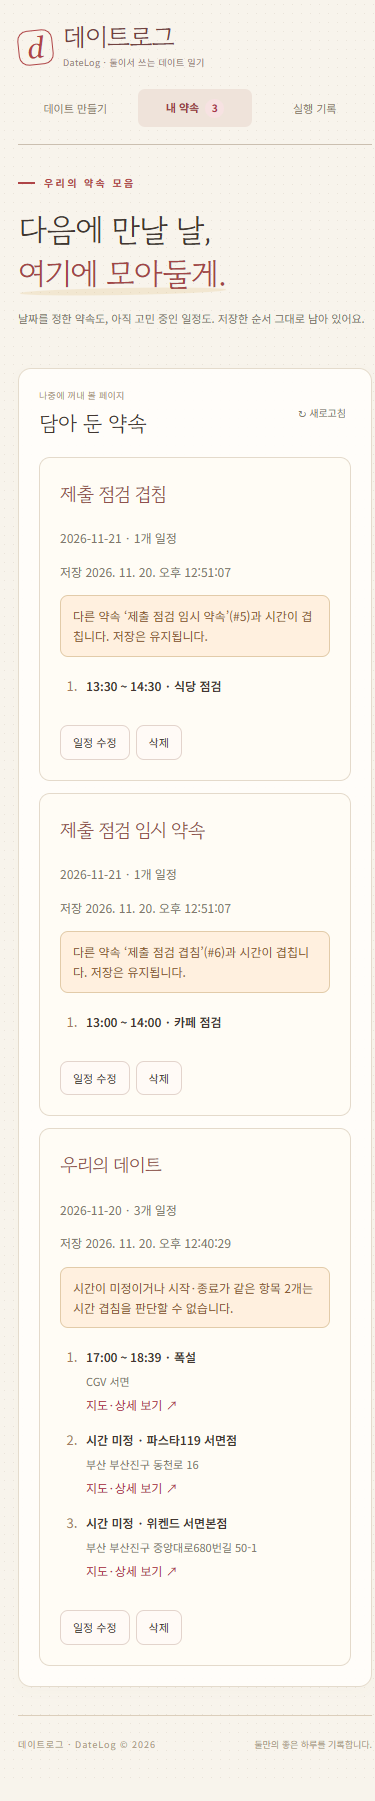 d 데이트로그
DateLog · 둘이서 쓰는 데이트 일기
데이트 만들기 내 약속 3 실행 기록
우리의 약속 모음
다음에 만날 날,
여기에 모아둘게.
날짜를 정한 약속도, 아직 고민 중인 일정도. 저장한 순서 그대로 남아 있어요.
나중에 꺼내 볼 페이지
담아 둔 약속
↻ 새로고침
제출 점검 겹침
2026-11-21 · 1개 일정
저장 2026. 11. 20. 오후 12:51:07
다른 약속 ‘제출 점검 임시 약속’(#5)과 시간이 겹
칩니다. 저장은 유지됩니다.
1. 13:30 ~ 14:30 · 식당 점검
일정 수정 삭제
제출 점검 임시 약속
2026-11-21 · 1개 일정
저장 2026. 11. 20. 오후 12:51:07
다른 약속 ‘제출 점검 겹침’(#6)과 시간이 겹칩니
다. 저장은 유지됩니다.
1. 13:00 ~ 14:00 · 카페 점검
일정 수정 삭제
우리의 데이트
2026-11-20 · 3개 일정
저장 2026. 11. 20. 오후 12:40:29
시간이 미정이거나 시작·종료가 같은 항목 2개는
시간 겹침을 판단할 수 없습니다.
1. 17:00 ~ 18:39 · 폭설
CGV 서면
지도·상세 보기 ↗
2. 시간 미정 · 파스타119 서면점
부산 부산진구 동천로 16
지도·상세 보기 ↗
3. 시간 미정 · 위켄드 서면본점
부산 부산진구 중앙대로680번길 50-1
지도·상세 보기 ↗
일정 수정 삭제
데이트로그 · DateLog © 2026
둘만의 좋은 하루를 기록합니다.